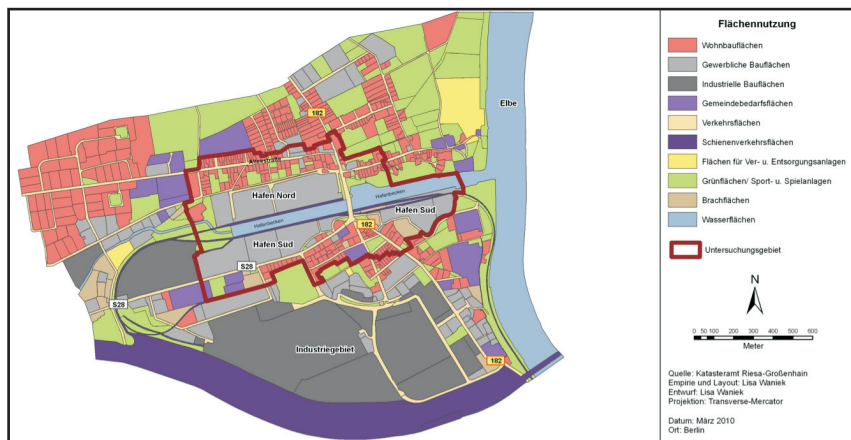 Elbe
182
Alleestraße
Hafen Nord
Hafenbecken
Hafenbecken
Hafen Süd
182
Hafen Süd
S28
S28
Industriegebiet
182
Flächennutzung
Wohnbauflächen
Gewerbliche Bauflächen
Industrielle Bauflächen
Gemeindebedarfsflächen
Verkehrsflächen
Schienenverkehrsflächen
Flächen für Ver- u. Entsorgungsanlagen
Grünflächen/ Sport- u. Spielanlagen
Brachflächen
Wasserflächen
Untersuchungsgebiet
N
0 50 100 200 300 400 500 600
Meter
Quelle: Katasteramt Riesa-Großenhain
Empirie und Layout: Lisa Waniek
Entwurf: Lisa Waniek
Projektion: Transverse-Mercator
Datum: März 2010
Ort: Berlin